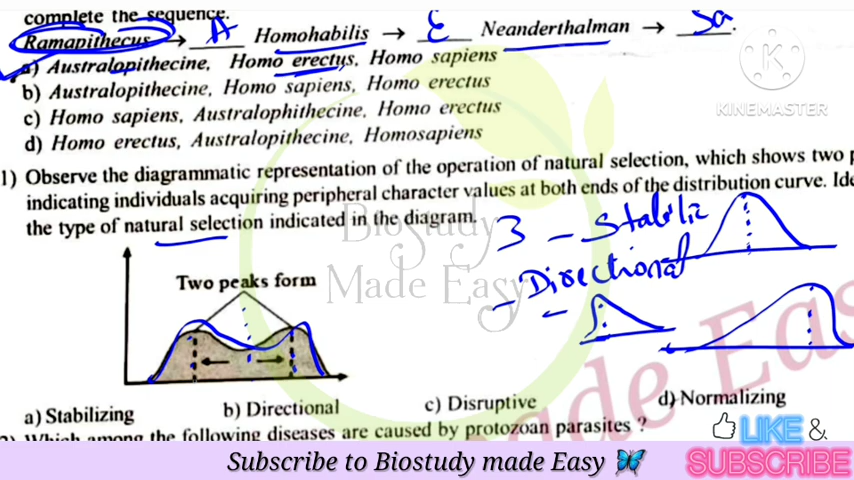 complete the sequence.
Ramapithecus → A Homohabilis → E Neanderthalman → Sa.
a) Australopithecine, Homo erectus, Homo sapiens
b) Australopithecine, Homo sapiens, Homo erectus
c) Homo sapiens, Australophithecine, Homo erectus
d) Homo erectus, Australopithecine, Homosapiens
KINEMASTER
1) Observe the diagrammatic representation of the operation of natural selection, which shows two p
indicating individuals acquiring peripheral character values at both ends of the distribution curve. Ide
the type of natural selection indicated in the diagram.
3 - Stabiliz
- Directional
-
Two peaks form
Biostudy
Made Easy
ade Eas
a) Stabilizing b) Directional c) Disruptive d) Normalizing
Which among the following diseases are caused by protozoan parasites ?
LIKE &
Subscribe to Biostudy made Easy SUBSCRIBE